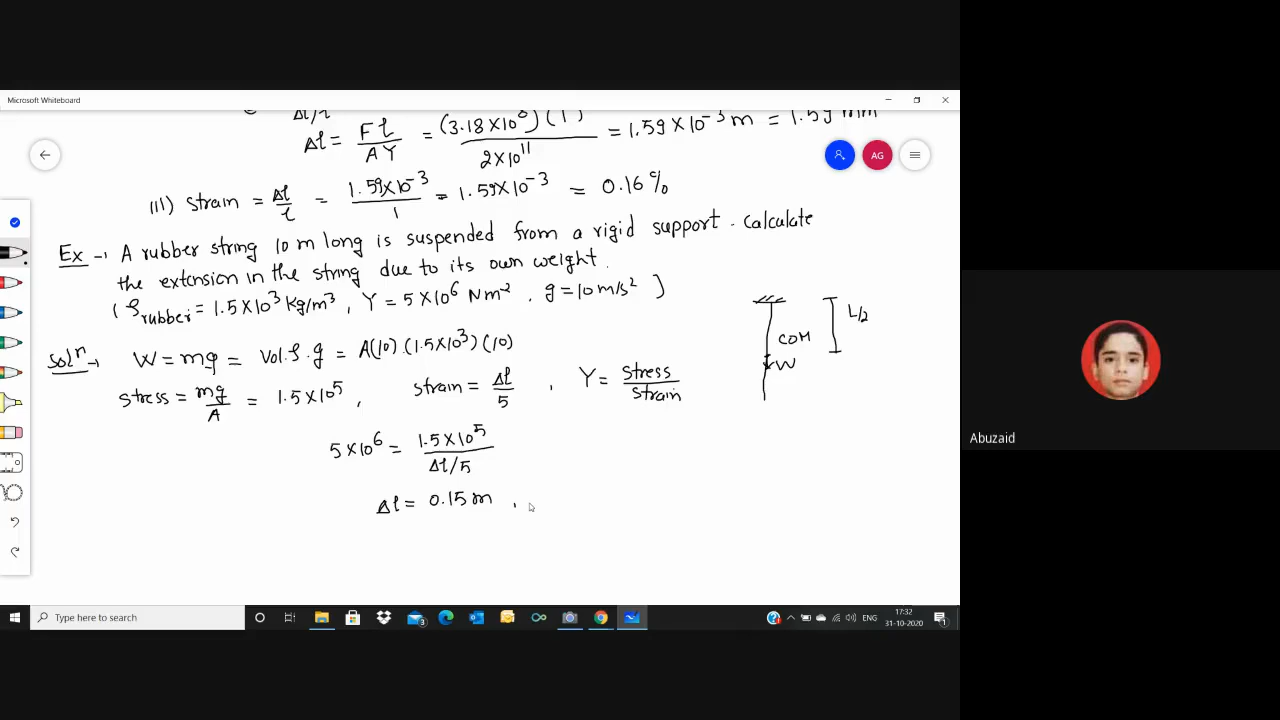 Microsoft Whiteboard
Δl/l
Δl = Fl/AY = (3.18×10⁸)(1)/2×10¹¹ = 1.59×10⁻³ m = 1.59 mm
AG
III) Strain = Δl/l = 1.59×10⁻³/1 = 1.59×10⁻³ = 0.16%
Ex -: A rubber string 10 m long is suspended from a rigid support. Calculate
the extension in the string due to its own weight.
( ρrubber = 1.5×10³ kg/m³, Y = 5×10⁶ Nm⁻², g = 10 m/s² )
L/2
COM
W
Solⁿ -: W = mg = Vol. ρ. g = A(10).(1.5×10³)(10)
Stress = mg/A = 1.5×10⁵, Strain = Δl/5, Y = Stress/Strain
5×10⁶ = 1.5×10⁵/Δl/5
Δl = 0.15 m ,
Abuzaid
Type here to search
3
ENG
17:32
31-10-2020
1